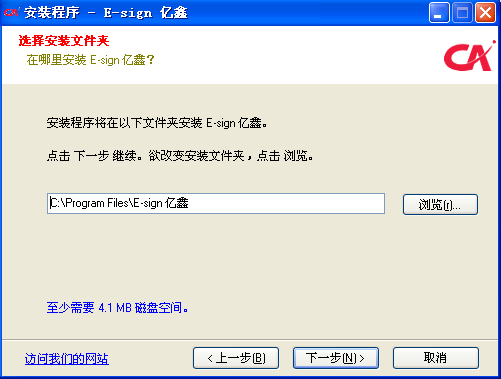 CA 安装程序 - E-sign 亿鑫
选择安装文件夹
在哪里安装 E-sign 亿鑫？
CA
安装程序将在以下文件夹安装 E-sign 亿鑫。
点击 下一步 继续。欲改变安装文件夹，点击 浏览。
C:\Program Files\E-sign 亿鑫
浏览(r)...
至少需要 4.1 MB 磁盘空间。
访问我们的网站
< 上一步(B)
下一步(N) >
取消